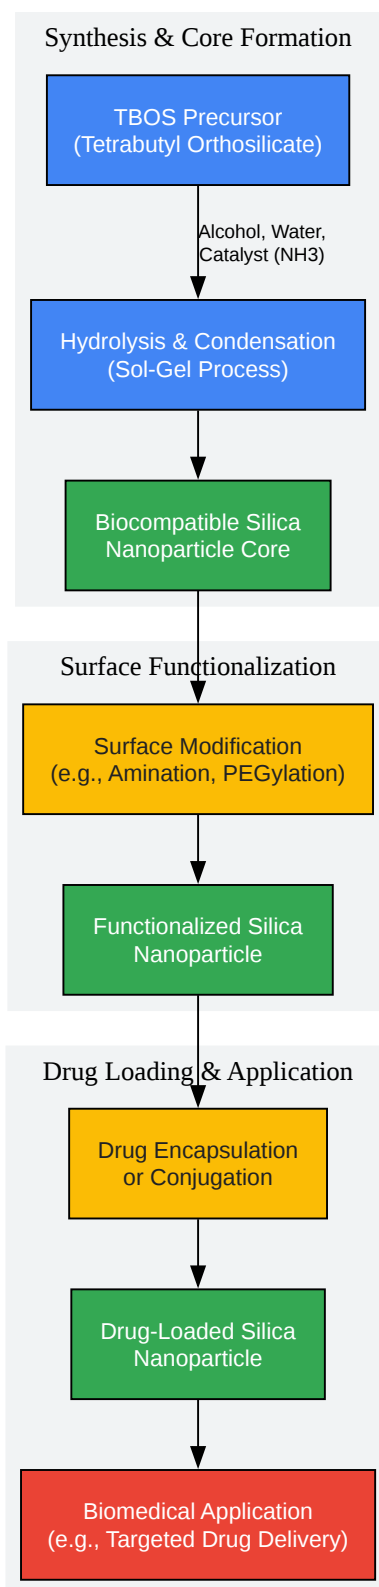 Synthesis & Core Formation
TBOS Precursor
(Tetrabutyl Orthosilicate)
Alcohol, Water,
Catalyst (NH3)
Hydrolysis & Condensation
(Sol-Gel Process)
Biocompatible Silica
Nanoparticle Core
Surface Functionalization
Surface Modification
(e.g., Amination, PEGylation)
Functionalized Silica
Nanoparticle
Drug Loading & Application
Drug Encapsulation
or Conjugation
Drug-Loaded Silica
Nanoparticle
Biomedical Application
(e.g., Targeted Drug Delivery)